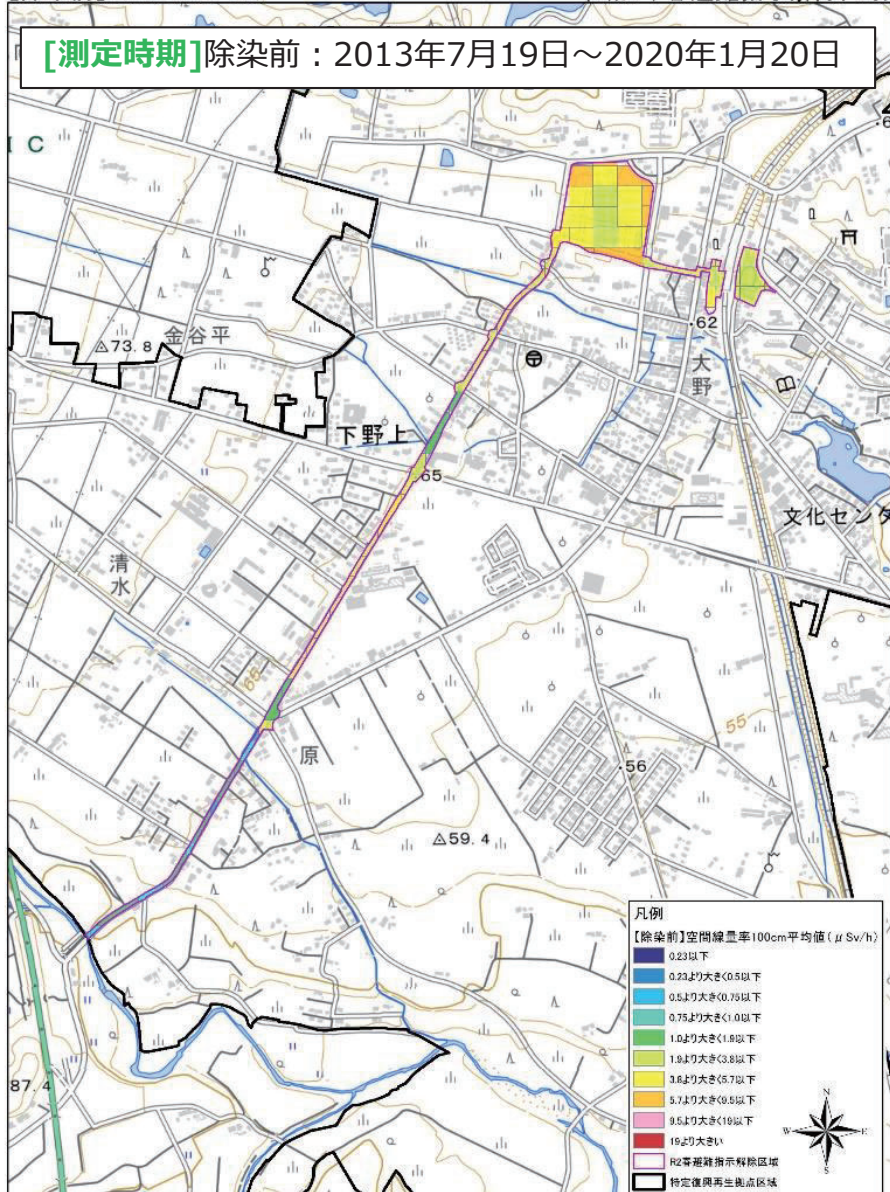 [測定時期]除染前：2013年7月19日～2020年1月20日
I C
.62
金谷平
△73.8
大野
下野上
65
文化センタ
清水
65
原
55
.56
△59.4
87.4
凡例
【除染前】空間線量率100cm平均値(μSv/h)
0.23以下
0.23より大きく0.5以下
0.5より大きく0.75以下
0.75より大きく1.0以下
1.0より大きく1.9以下
1.9より大きく3.8以下
3.8より大きく5.7以下
5.7より大きく9.5以下
9.5より大きく19以下
19より大きい
R2春避難指示解除区域
特定復興再生拠点区域
N
W
E
S